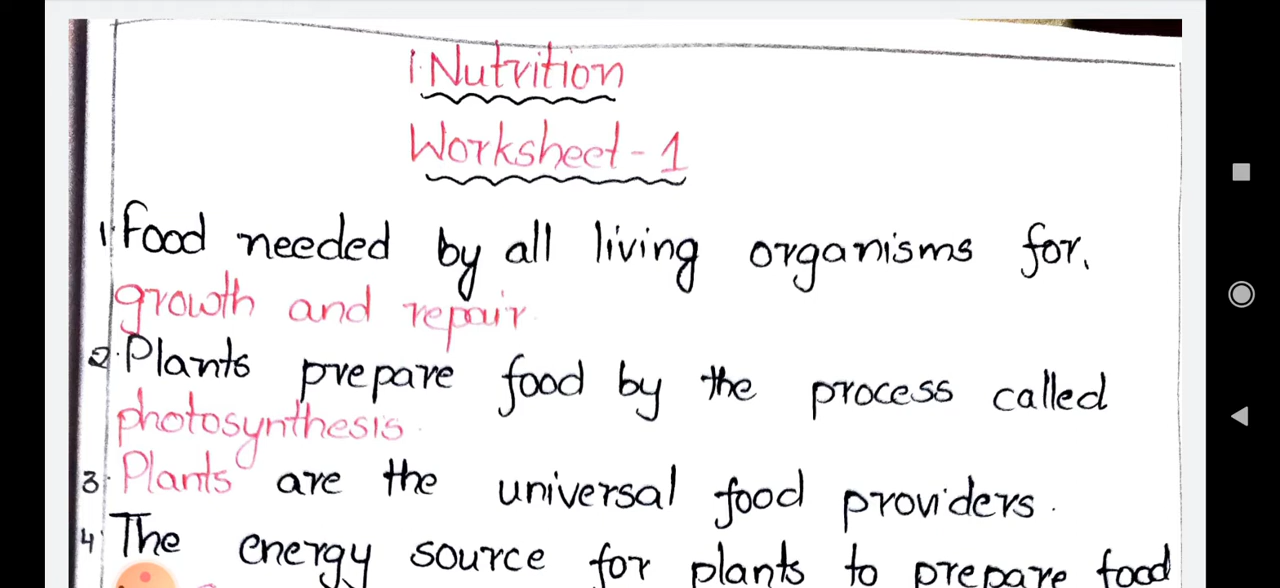 1. Nutrition
Worksheet - 1
1. Food needed by all living organisms for.
growth and repair
2. Plants prepare food by the process called
photosynthesis.
3. Plants are the universal food providers.
4. The energy source for plants to prepare food